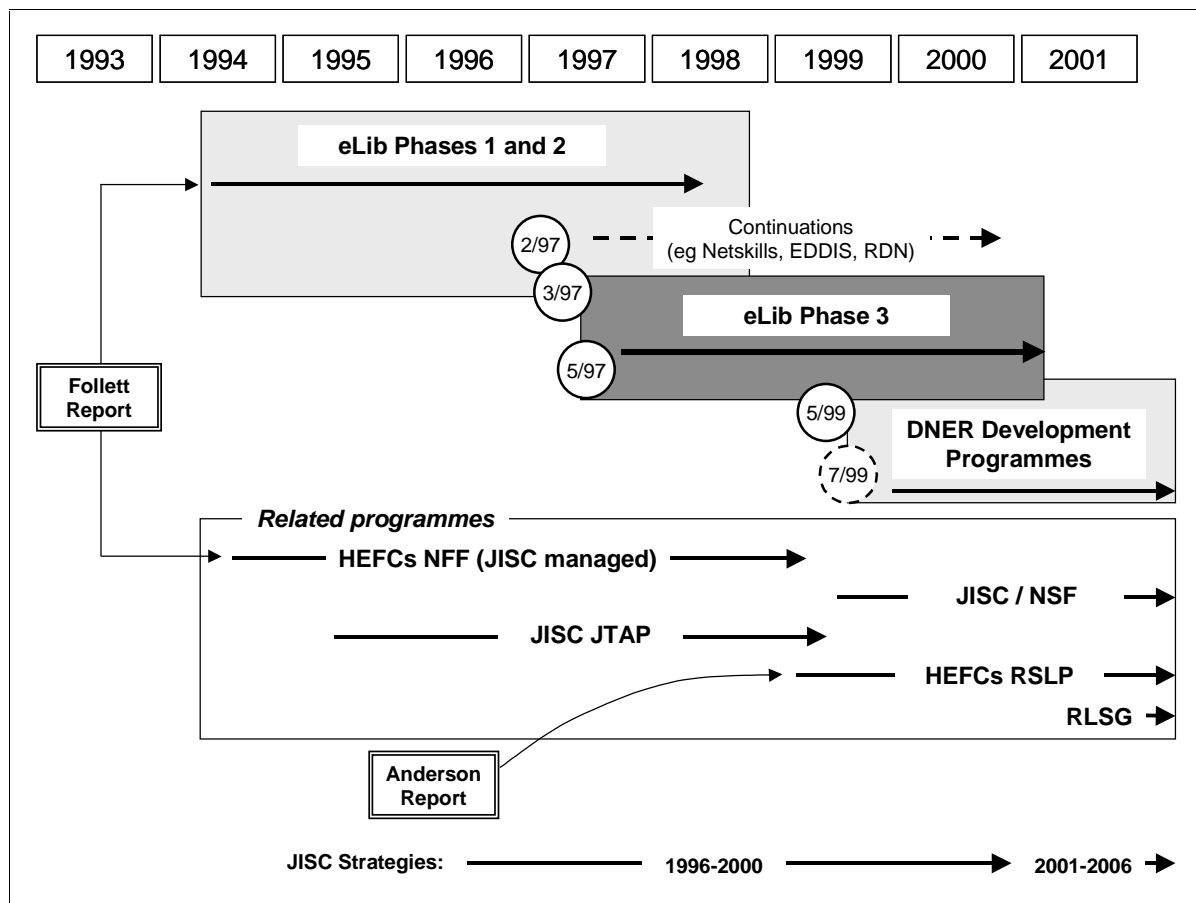 1993 1994 1995 1996 1997 1998 1999 2000 2001
eLib Phases 1 and 2
2/97
Continuations
(eg Netskills, EDDIS, RDN)
3/97
eLib Phase 3
5/97
Follett
Report
5/99
DNER Development
Programmes
7/99
Related programmes
HEFCs NFF (JISC managed)
JISC / NSF
JISC JTAP
HEFCs RSLP
RLSG
Anderson
Report
JISC Strategies: 1996-2000 2001-2006